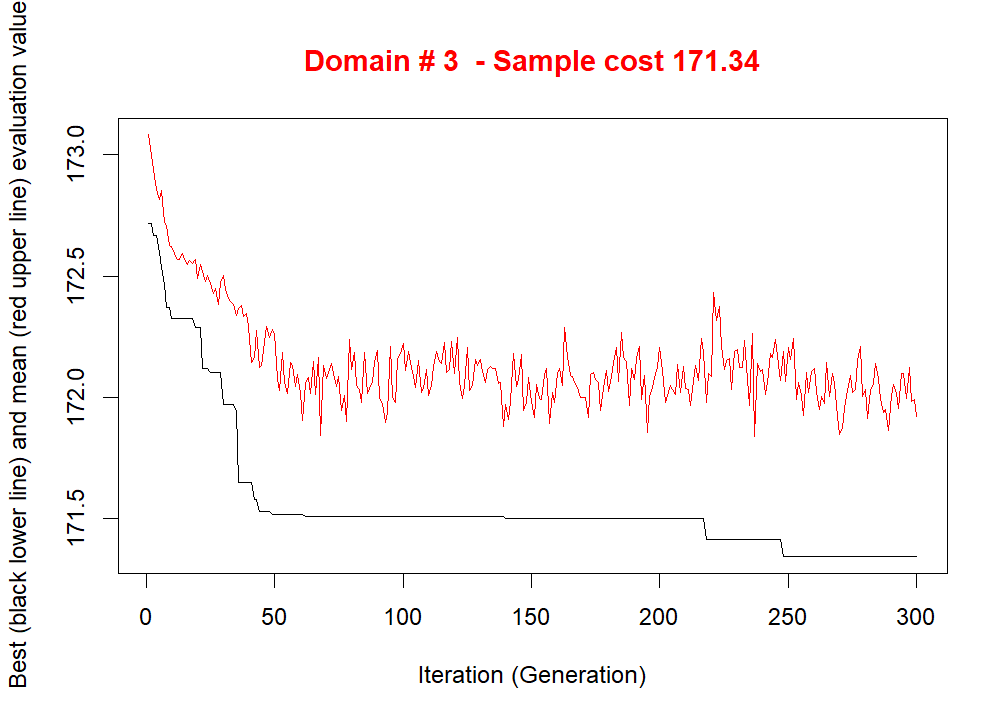 Domain # 3  - Sample cost 171.34
Best (black lower line) and mean (red upper line) evaluation value
173.0
172.5
172.0
171.5
0 50 100 150 200 250 300
Iteration (Generation)